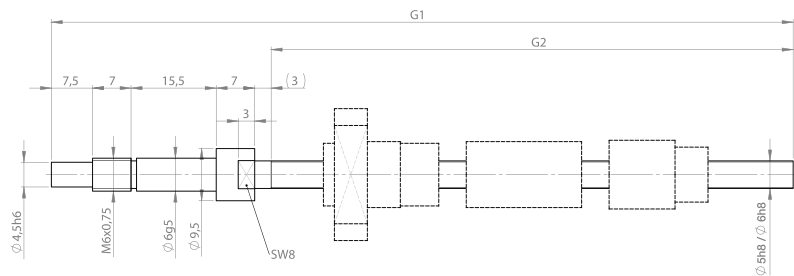 G1
G2
7,5
7
15,5
7
(3)
3
Ø 4,5h6
M6x0,75
Ø 6g5
Ø 9,5
SW8
Ø 5h8 / Ø 6h8